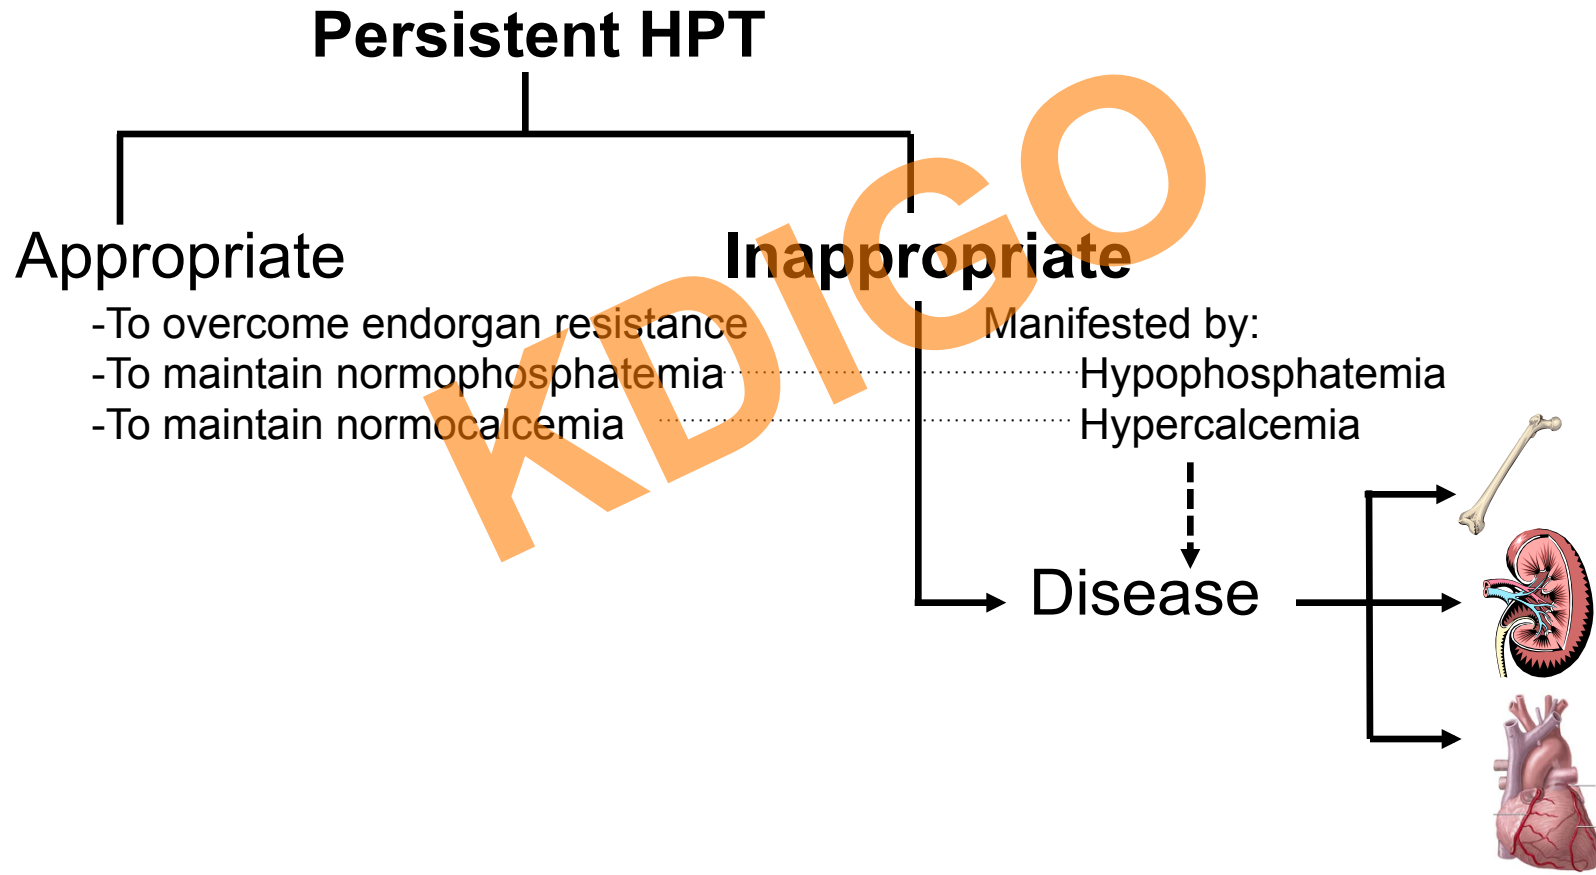 Persistent HPT
Appropriate
-To overcome endorgan resistance
-To maintain normophosphatemia
-To maintain normocalcemia
Inappropriate
Manifested by:
Hypophosphatemia
Hypercalcemia
Disease
KDIGO